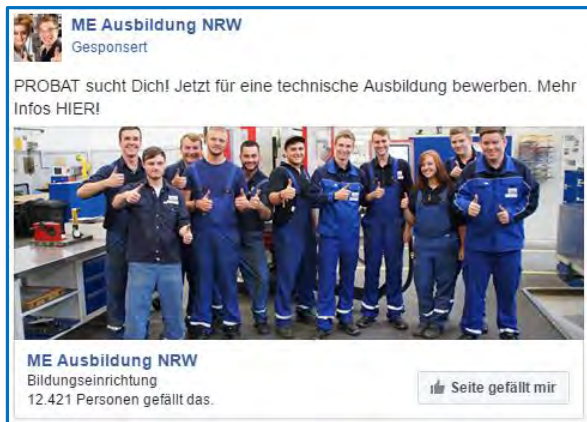 ME Ausbildung NRW
Gesponsert
PROBAT sucht Dich! Jetzt für eine technische Ausbildung bewerben. Mehr
Infos HIER!
ME Ausbildung NRW
Bildungseinrichtung
12.421 Personen gefällt das.
Seite gefällt mir